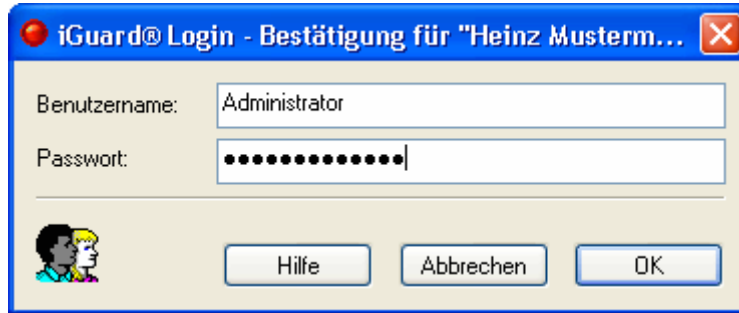 iGuard® Login - Bestätigung für "Heinz Musterm...
Benutzername: Administrator
Passwort: ●●●●●●●●●●●●●
Hilfe Abbrechen OK